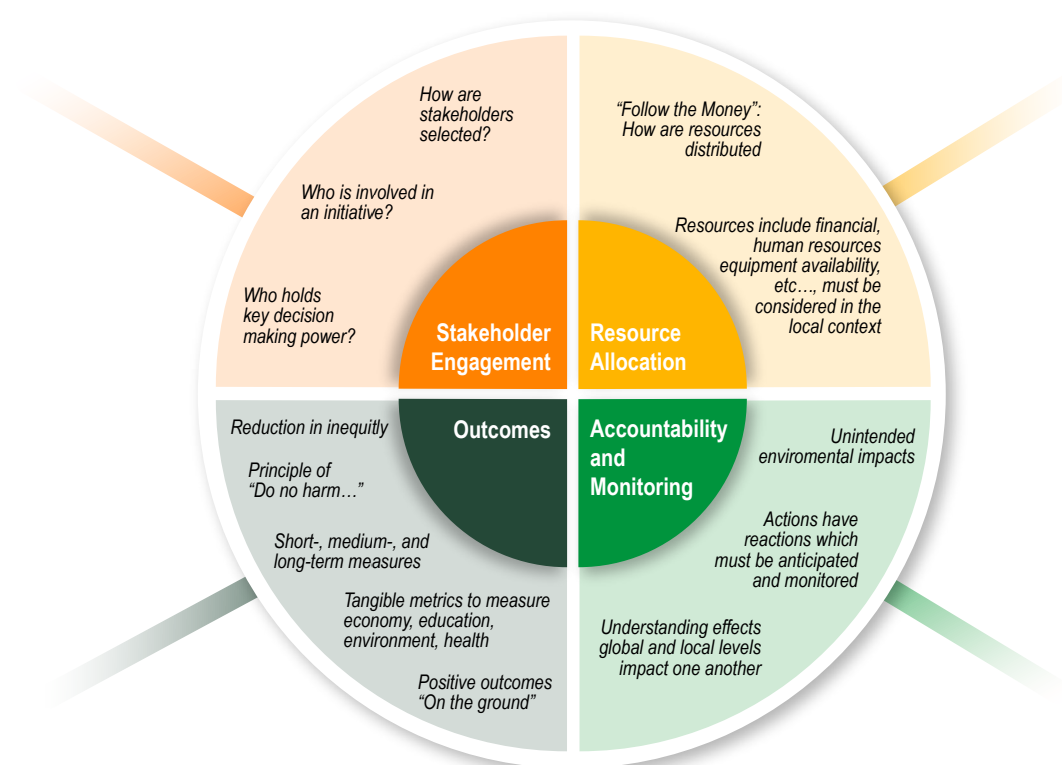 How are
stakeholders
selected?
Who is involved in
an initiative?
Who holds
key decision
making power?
Stakeholder
Engagement
“Follow the Money”:
How are resources
distributed
Resources include financial,
human resources
equipment availability,
etc…, must be
considered in the
local context
Resource
Allocation
Outcomes
Reduction in inequitly
Principle of
“Do no harm…”
Short-, medium-, and
long-term measures
Tangible metrics to measure
economy, education,
environment, health
Positive outcomes
“On the ground”
Accountability
and
Monitoring
Unintended
enviromental impacts
Actions have
reactions which
must be anticipated
and monitored
Understanding effects
global and local levels
impact one another